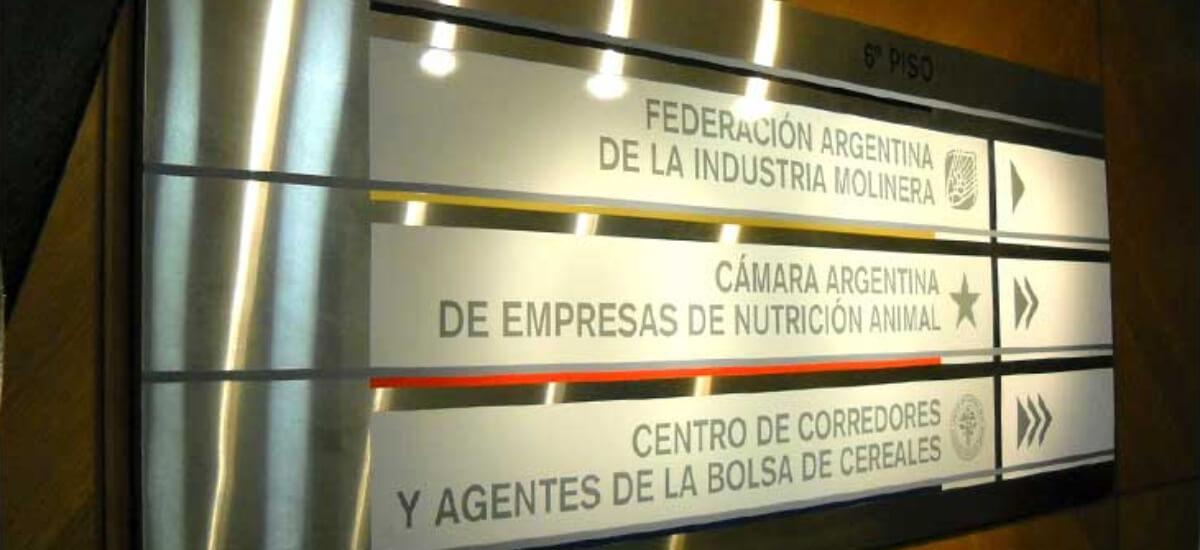 6º PISO
FEDERACIÓN ARGENTINA
DE LA INDUSTRIA MOLINERA
CÁMARA ARGENTINA
DE EMPRESAS DE NUTRICIÓN ANIMAL
CENTRO DE CORREDORES
Y AGENTES DE LA BOLSA DE CEREALES